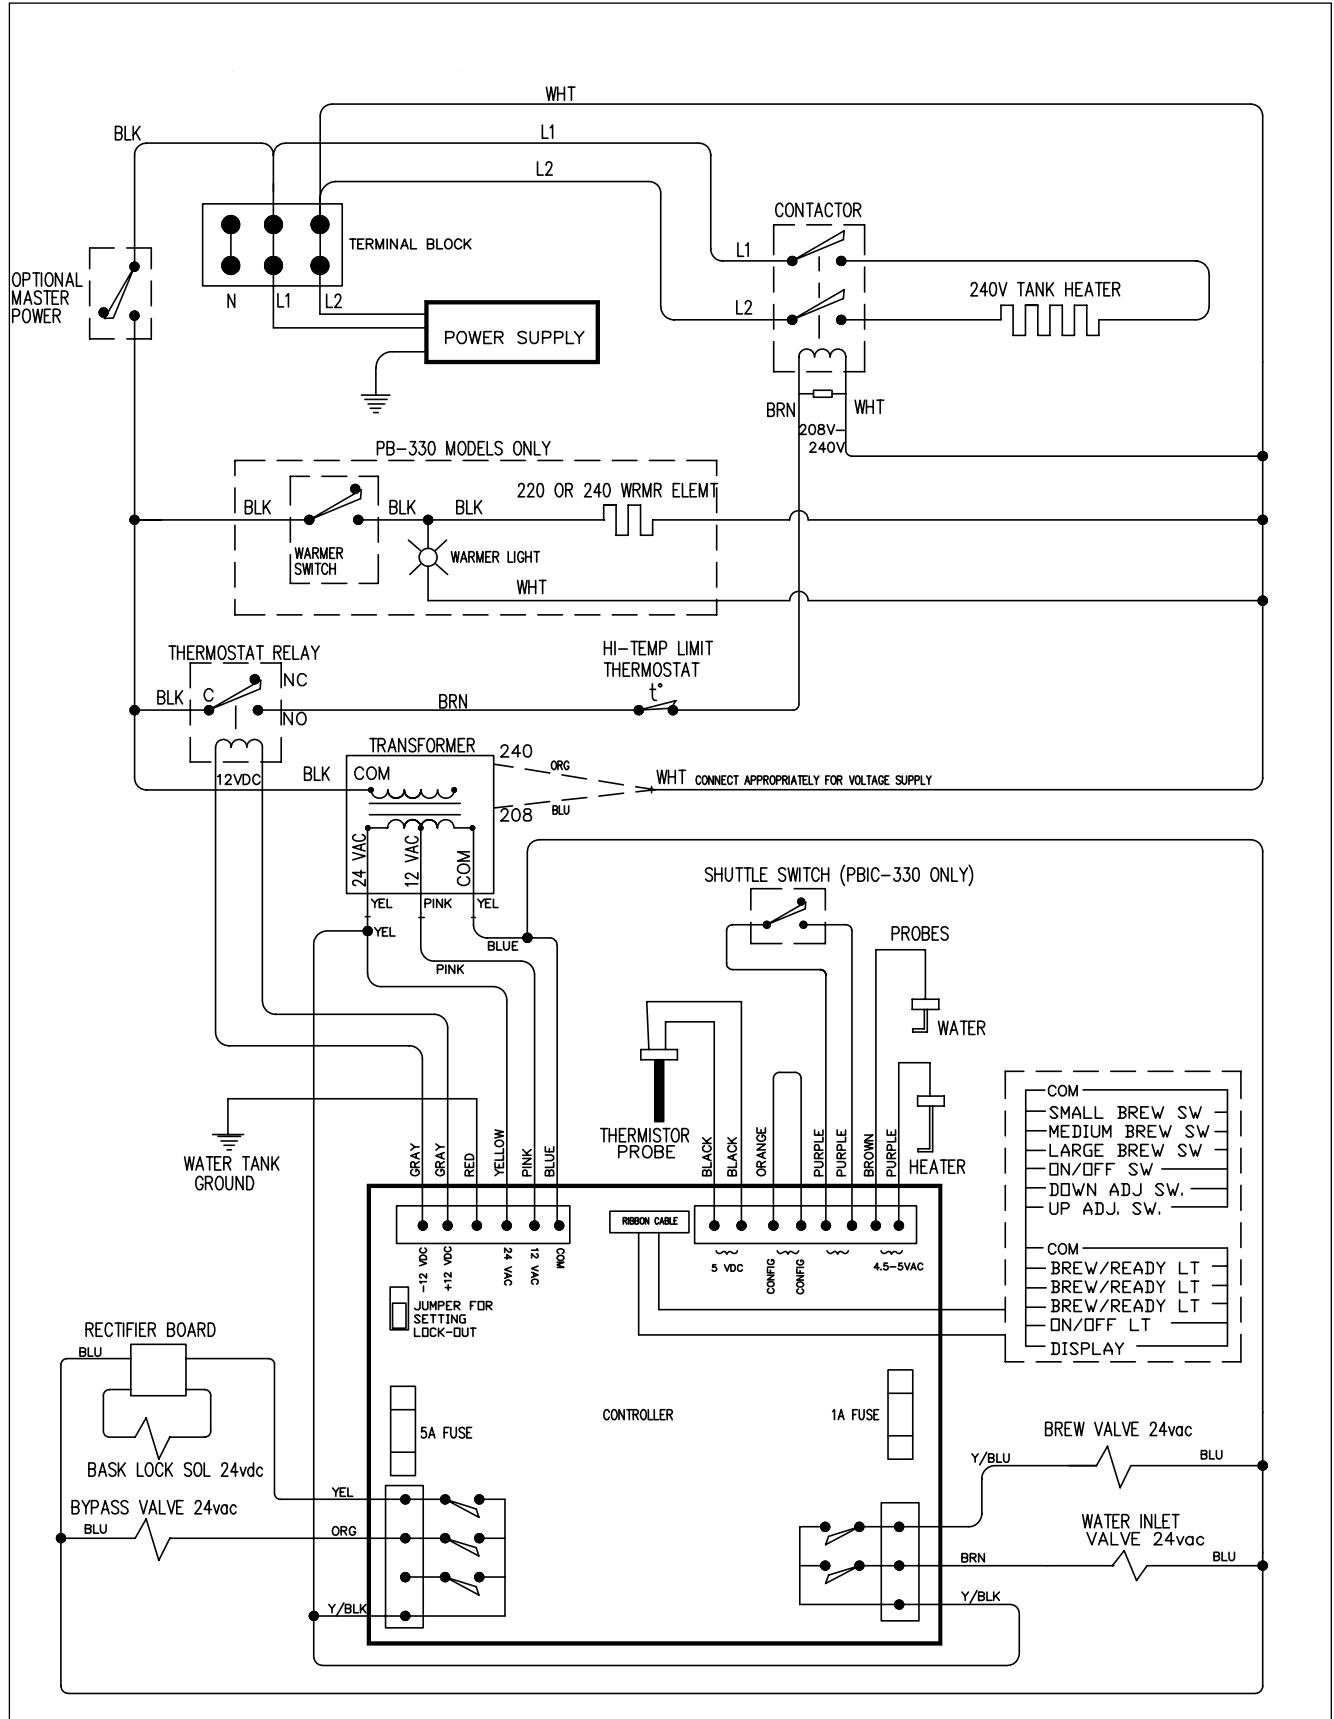 WHT
BLK
L1
L2
CONTACTOR
TERMINAL BLOCK
L1
OPTIONAL
MASTER
POWER
N
L1
L2
L2
240V TANK HEATER
POWER SUPPLY
BRN
WHT
208V-
240V
PB-330 MODELS ONLY
220 OR 240 WRMR ELEMT
BLK
BLK
BLK
WARMER
SWITCH
WARMER LIGHT
WHT
THERMOSTAT RELAY
HI-TEMP LIMIT
THERMOSTAT
t°
NC
BLK
C
BRN
NO
TRANSFORMER
240
ORG
12VDC
BLK
COM
WHT CONNECT APPROPRIATELY FOR VOLTAGE SUPPLY
BLU
208
24 VAC
12 VAC
COM
SHUTTLE SWITCH (PBIC-330 ONLY)
YEL
PINK
YEL
YEL
BLUE
PROBES
PINK
WATER
THERMISTOR
PROBE
WATER TANK
GROUND
GRAY
GRAY
RED
YELLOW
PINK
BLUE
BLACK
BLACK
ORANGE
PURPLE
PURPLE
BROWN
PURPLE
HEATER
COM
SMALL BREW SW
MEDIUM BREW SW
LARGE BREW SW
ON/OFF SW
DOWN ADJ SW.
UP ADJ. SW.
COM
BREW/READY LT
BREW/READY LT
BREW/READY LT
ON/OFF LT
DISPLAY
RIBBON CABLE
-12 VDC
+12 VDC
24 VAC
12 VAC
COM
5 VDC
CONFIG
CONFIG
4.5-5VAC
JUMPER FOR
SETTING
LOCK-OUT
RECTIFIER BOARD
BLU
5A FUSE
CONTROLLER
1A FUSE
BREW VALVE 24vac
BASK LOCK SOL 24vdc
Y/BLU
BLU
YEL
BYPASS VALVE 24vac
BLU
ORG
WATER INLET
VALVE 24vac
BRN
BLU
Y/BLK
Y/BLK